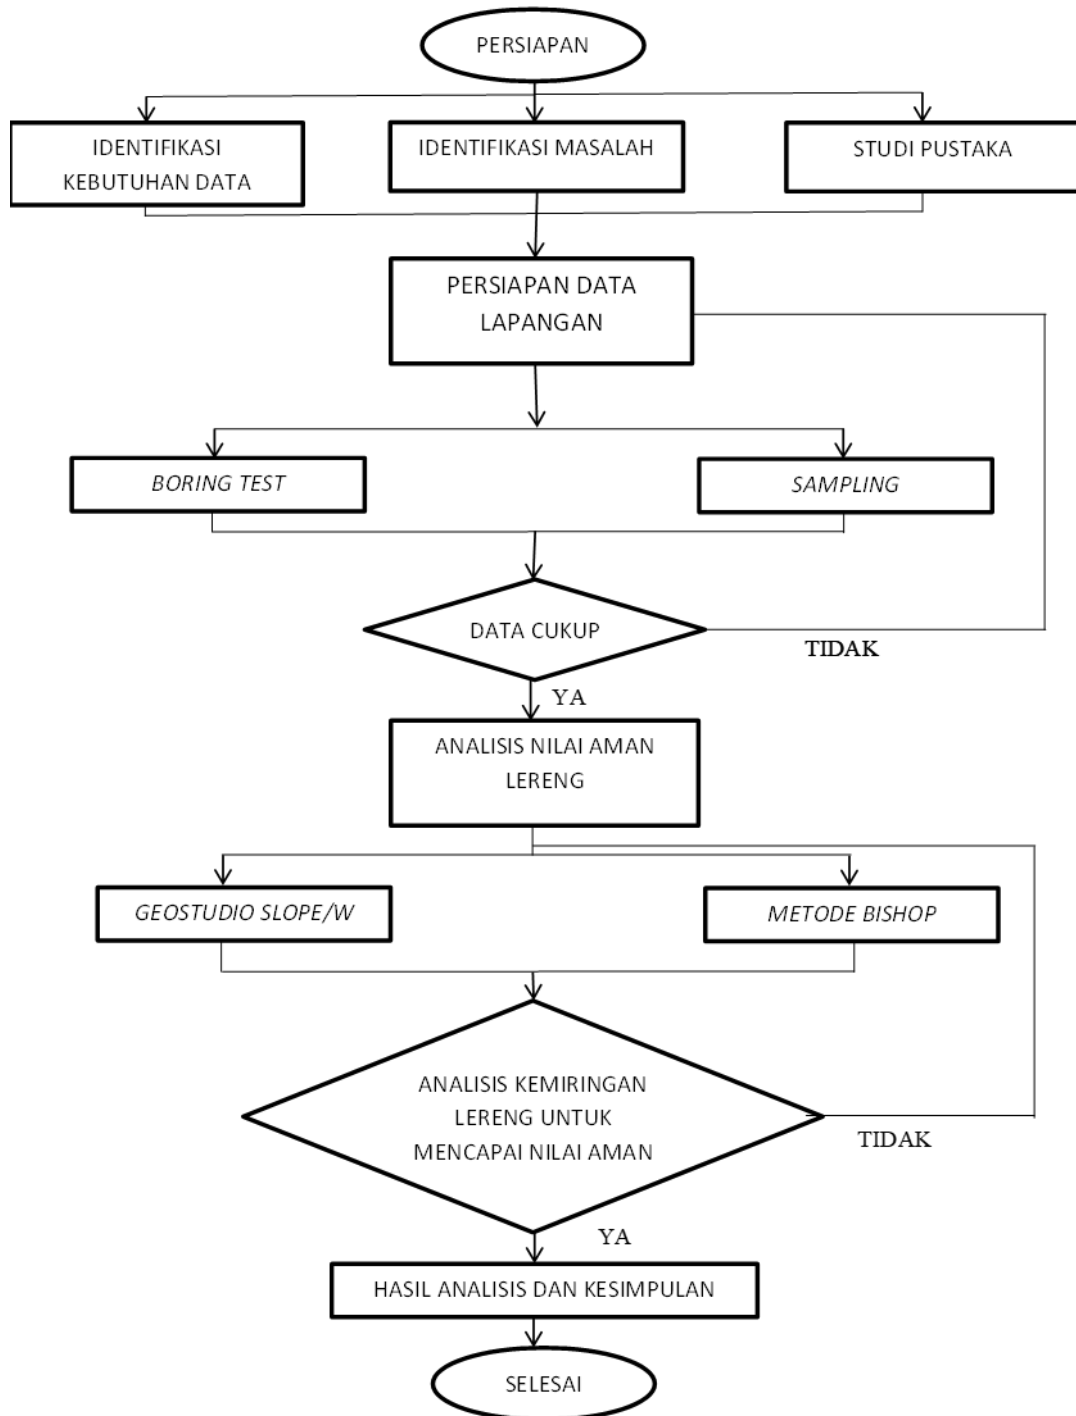 PERSIAPAN
IDENTIFIKASI
KEBUTUHAN DATA
IDENTIFIKASI MASALAH
STUDI PUSTAKA
PERSIAPAN DATA
LAPANGAN
BORING TEST
SAMPLING
DATA CUKUP
TIDAK
YA
ANALISIS NILAI AMAN
LERENG
GEOSTUDIO SLOPE/W
METODE BISHOP
ANALISIS KEMIRINGAN
LERENG UNTUK
MENCAPAI NILAI AMAN
TIDAK
YA
HASIL ANALISIS DAN KESIMPULAN
SELESAI